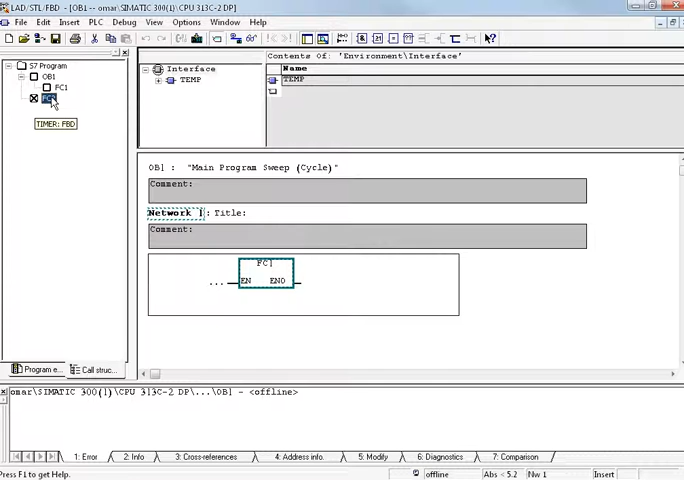 LAD/STL/FBD - [OB1 -- omar\SIMATIC 300(1)\CPU 313C-2 DP]
File Edit Insert PLC Debug View Options Window Help
S7 Program
OB1
FC1
TIMER: FBD
Program e...
Call struc...
Interface
TEMP
Contents Of: 'Environment\Interface'
Name
TEMP
OB1 : "Main Program Sweep (Cycle)"
Comment:
Network 1: Title:
Comment:
FC1
... EN ENO
omar\SIMATIC 300(1)\CPU 313C-2 DP\...\OB1 - <offline>
1: Error 2: Info 3: Cross-references 4: Address info. 5: Modify 6: Diagnostics 7: Comparison
Press F1 to get Help.
offline Abs < 5.2 Nw 1 Insert